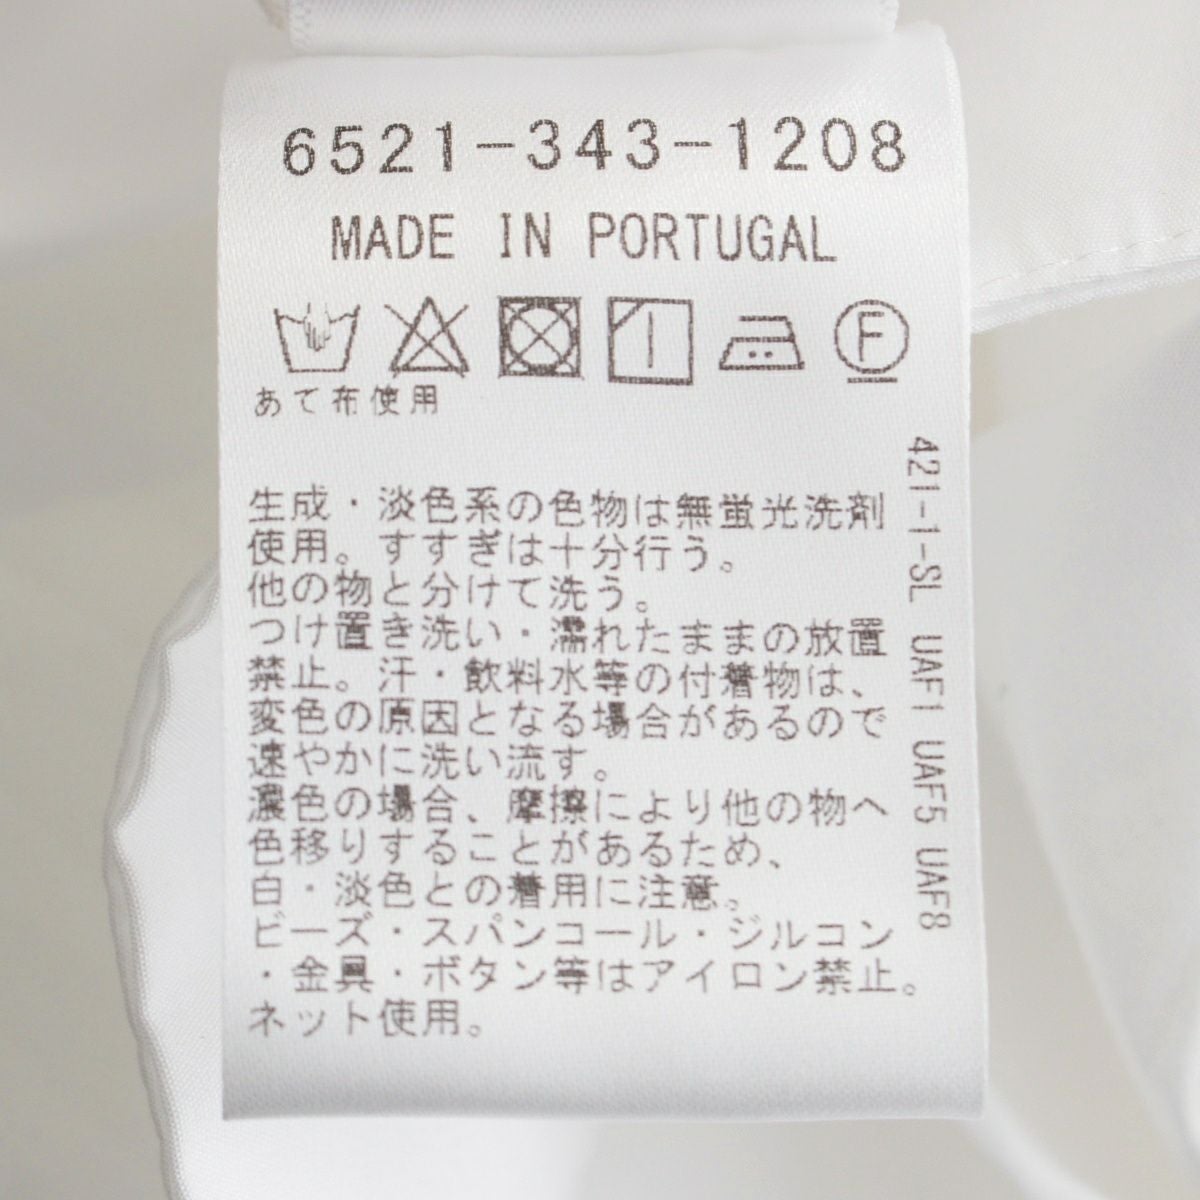 6521-343-1208
MADE IN PORTUGAL
F
あて布使用
生成・淡色系の色物は無蛍光洗剤
使用。すすぎは十分行う。
他の物と分けて洗う。
つけ置き洗い・濡れたままの放置
禁止。汗・飲料水等の付着物は、
変色の原因となる場合があるので
速やかに洗い流す。
濃色の場合、摩擦により他の物へ
色移りすることがあるため、
白・淡色との着用に注意。
ビーズ・スパンコール・ジルコン
・金具・ボタン等はアイロン禁止。
ネット使用。
421-1-SL UAF1 UAF5 UAF8